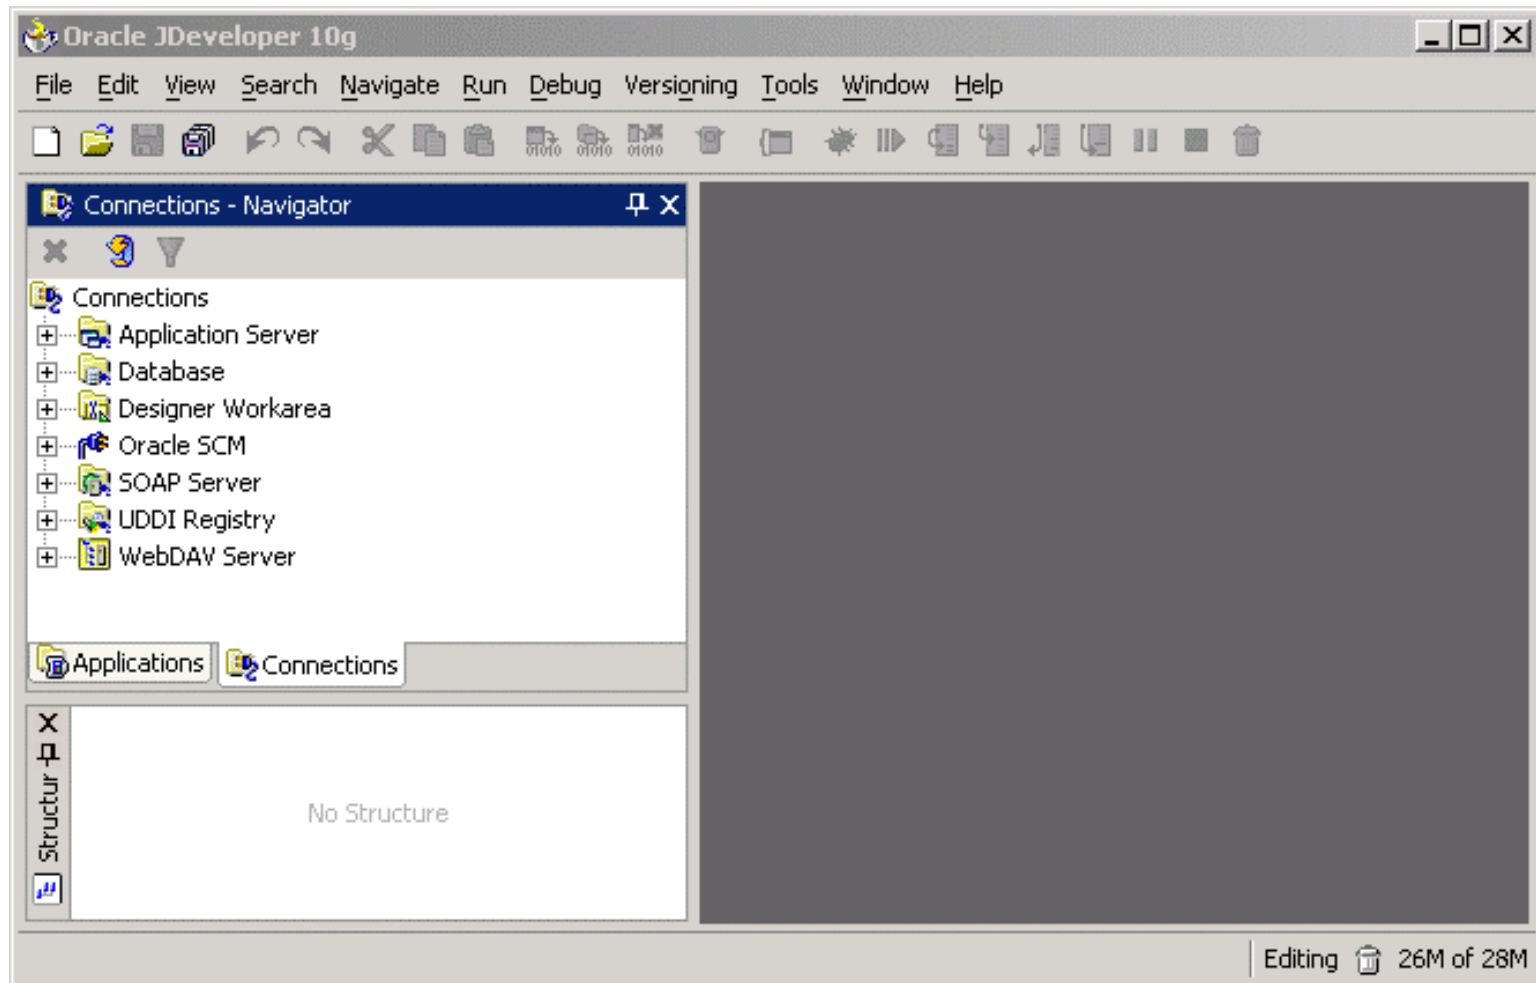 Oracle JDeveloper 10g
File Edit View Search Navigate Run Debug Versioning Tools Window Help
Connections - Navigator
Connections
Application Server
Database
Designer Workarea
Oracle SCM
SOAP Server
UDDI Registry
WebDAV Server
Applications Connections
Structur
No Structure
Editing 26M of 28M